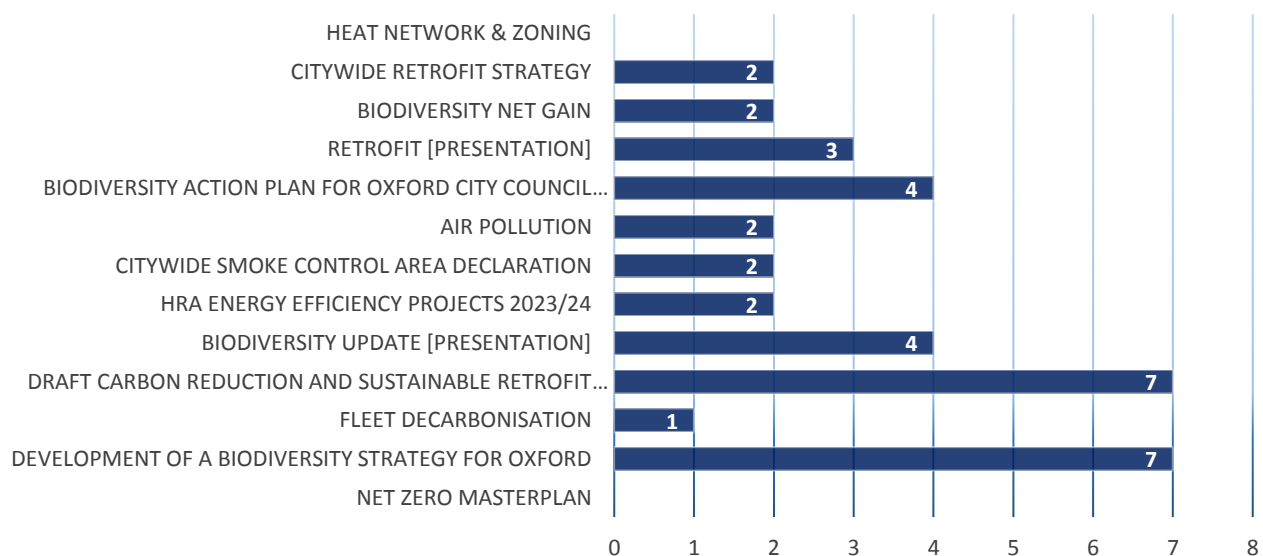 HEAT NETWORK & ZONING
CITYWIDE RETROFIT STRATEGY 2
BIODIVERSITY NET GAIN 2
RETROFIT [PRESENTATION] 3
BIODIVERSITY ACTION PLAN FOR OXFORD CITY COUNCIL... 4
AIR POLLUTION 2
CITYWIDE SMOKE CONTROL AREA DECLARATION 2
HRA ENERGY EFFICIENCY PROJECTS 2023/24 2
BIODIVERSITY UPDATE [PRESENTATION] 4
DRAFT CARBON REDUCTION AND SUSTAINABLE RETROFIT... 7
FLEET DECARBONISATION 1
DEVELOPMENT OF A BIODIVERSITY STRATEGY FOR OXFORD 7
NET ZERO MASTERPLAN
0 1 2 3 4 5 6 7 8